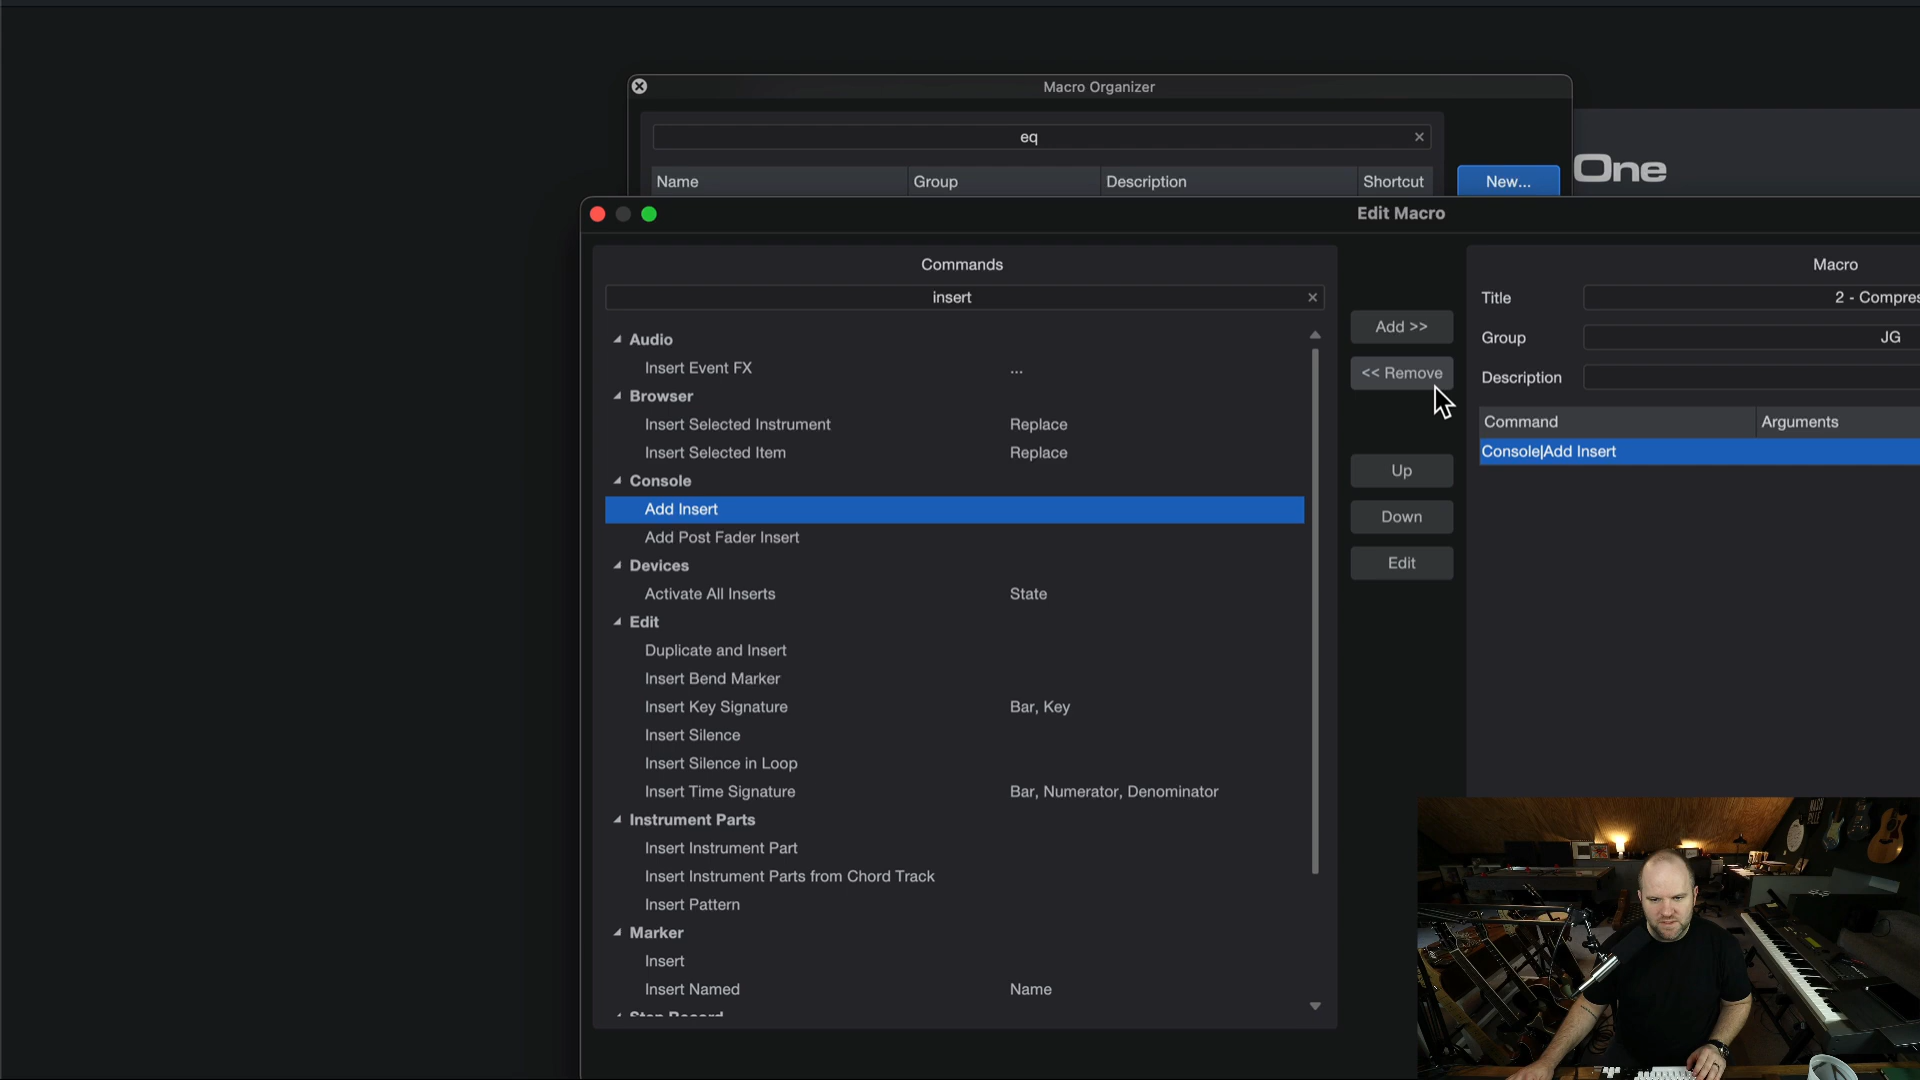 Macro Organizer
eq
Name Group Description Shortcut
New...
One
Edit Macro
Commands
insert
Audio
Insert Event FX ...
Browser
Insert Selected Instrument Replace
Insert Selected Item Replace
Console
Add Insert
Add Post Fader Insert
Devices
Activate All Inserts State
Edit
Duplicate and Insert
Insert Bend Marker
Insert Key Signature Bar, Key
Insert Silence
Insert Silence in Loop
Insert Time Signature Bar, Numerator, Denominator
Instrument Parts
Insert Instrument Part
Insert Instrument Parts from Chord Track
Insert Pattern
Marker
Insert
Insert Named Name
Add >>
<< Remove
Up
Down
Edit
Macro
Title 2 - Compres
Group JG
Description
Command Arguments
Console|Add Insert